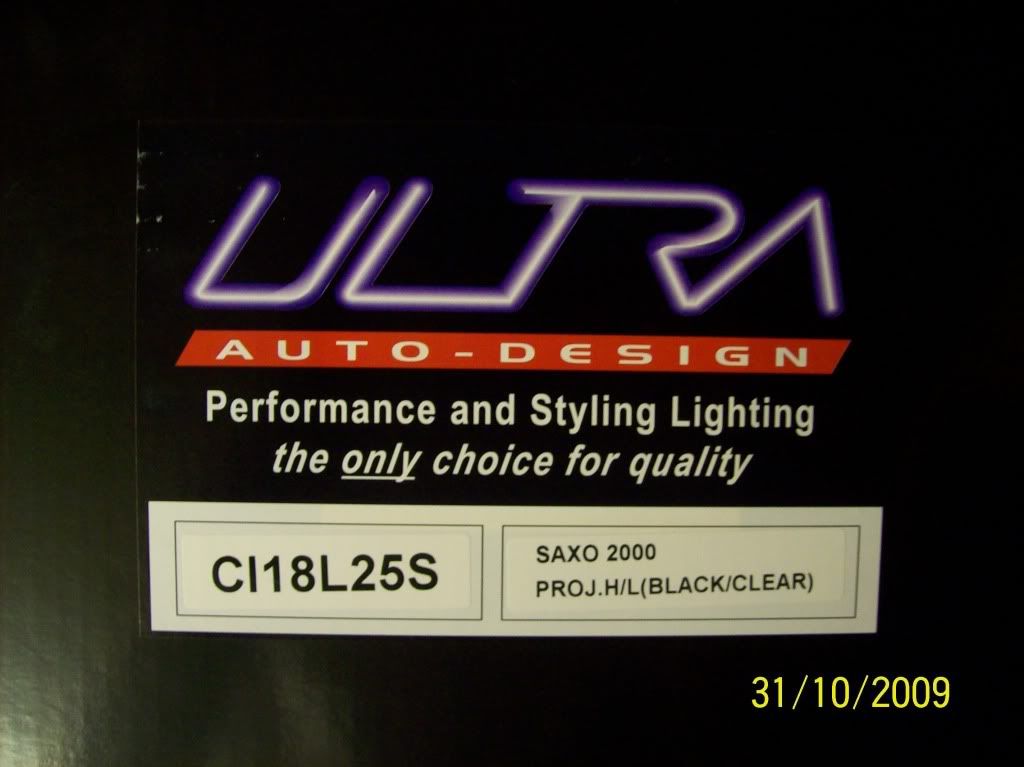 ULTRA
AUTO-DESIGN
Performance and Styling Lighting
the only choice for quality
CI18L25S
SAXO 2000
PROJ.H/L(BLACK/CLEAR)
31/10/2009